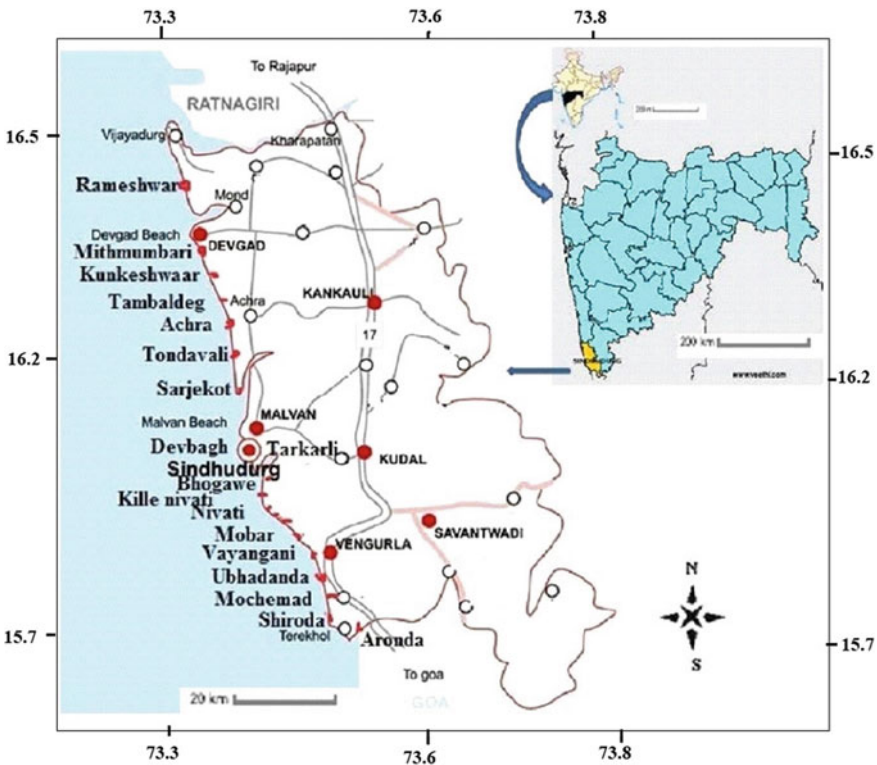 73.3
73.6
73.8
To Rajapur
RATNAGIRI
16.5
Vijayadurg
Kharapatan
16.5
Rameshwar
Mond
Devgad Beach
DEVGAD
Mithmumbari
Kunkeshwaar
KANKAULI
Tambaldeg
Achra
Achra
17
200 km
16.2
Tondavali
www.veethi.com
16.2
Sarjekot
Malvan Beach
MALVAN
Devbagh
Tarkarli
KUDAL
Sindhudurg
Bhogawe
Kille nivati
Nivati
Mobar
SAVANTWADI
Vayangani
VENGURLA
Ubhadanda
N
Mochemad
Shiroda
15.7
Terekhol
Aronda
15.7
S
To goa
20 km
GOA
73.3
73.6
73.8